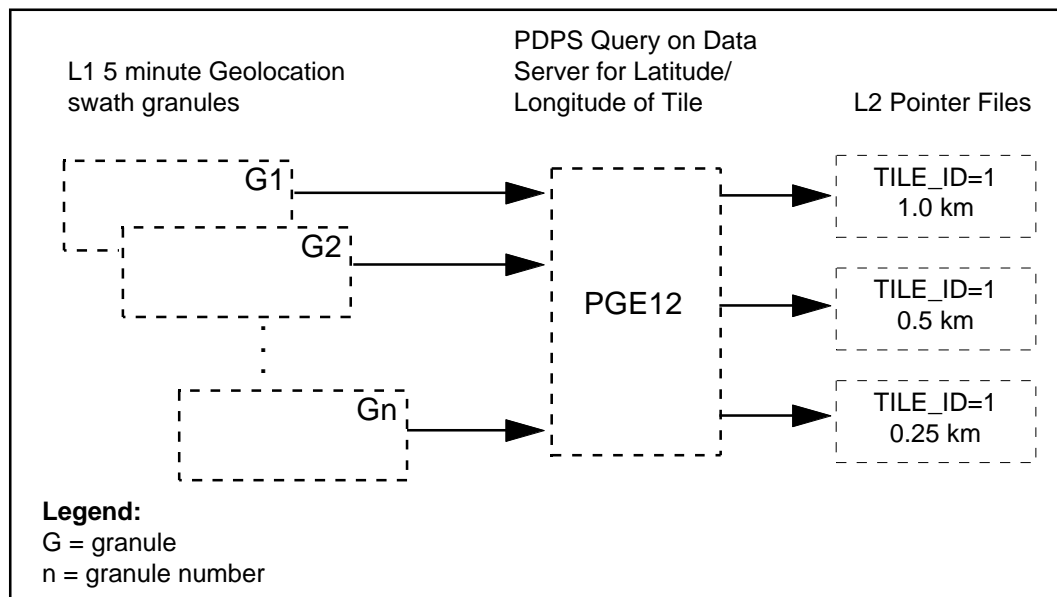 L1 5 minute Geolocation
swath granules
PDPS Query on Data
Server for Latitude/
Longitude of Tile
L2 Pointer Files
G1
G2
Gn
PGE12
TILE_ID=1
1.0 km
TILE_ID=1
0.5 km
TILE_ID=1
0.25 km
Legend:
G = granule
n = granule number